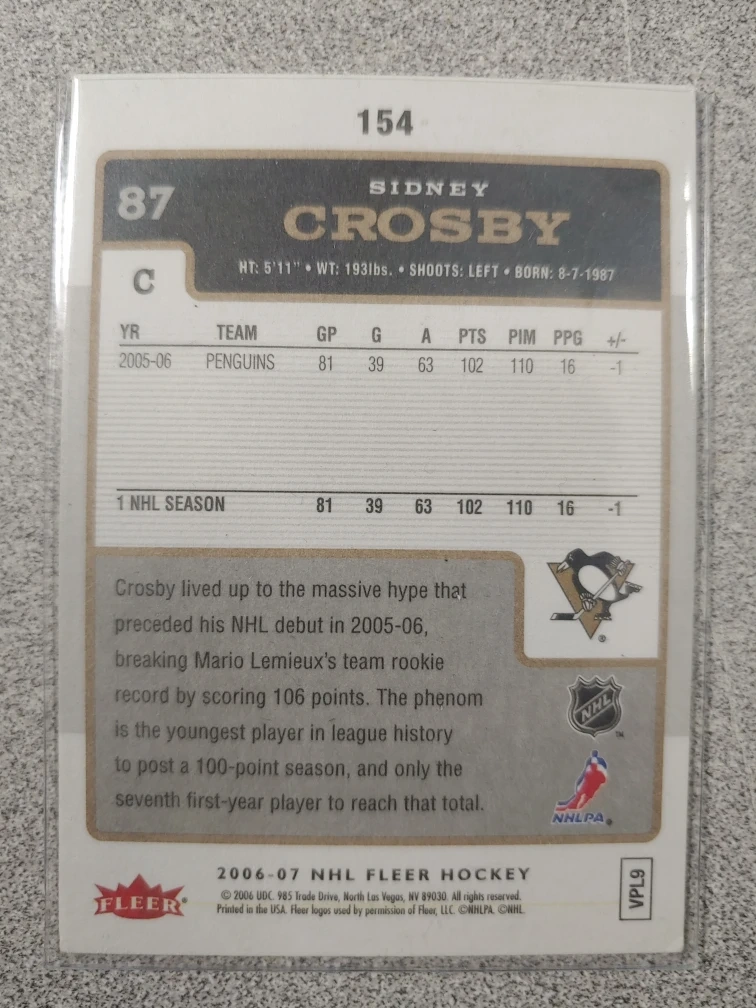 154
87
SIDNEY
CROSBY
HT: 5'11" • WT: 193lbs. • SHOOTS: LEFT • BORN: 8-7-1987
C
YR TEAM GP G A PTS PIM PPG +/-
2005-06 PENGUINS 81 39 63 102 110 16 -1
1 NHL SEASON 81 39 63 102 110 16 -1
Crosby lived up to the massive hype that
preceded his NHL debut in 2005-06,
breaking Mario Lemieux's team rookie
record by scoring 106 points. The phenom
is the youngest player in league history
to post a 100-point season, and only the
seventh first-year player to reach that total.
NHL
TM
NHLPA
2006-07 NHL FLEER HOCKEY
FLEER®
© 2006 UDC. 985 Trade Drive, North Las Vegas, NV 89030. All rights reserved.
Printed in the USA. Fleer logos used by permission of Fleer, LLC. ©NHLPA. ©NHL.
VPL9